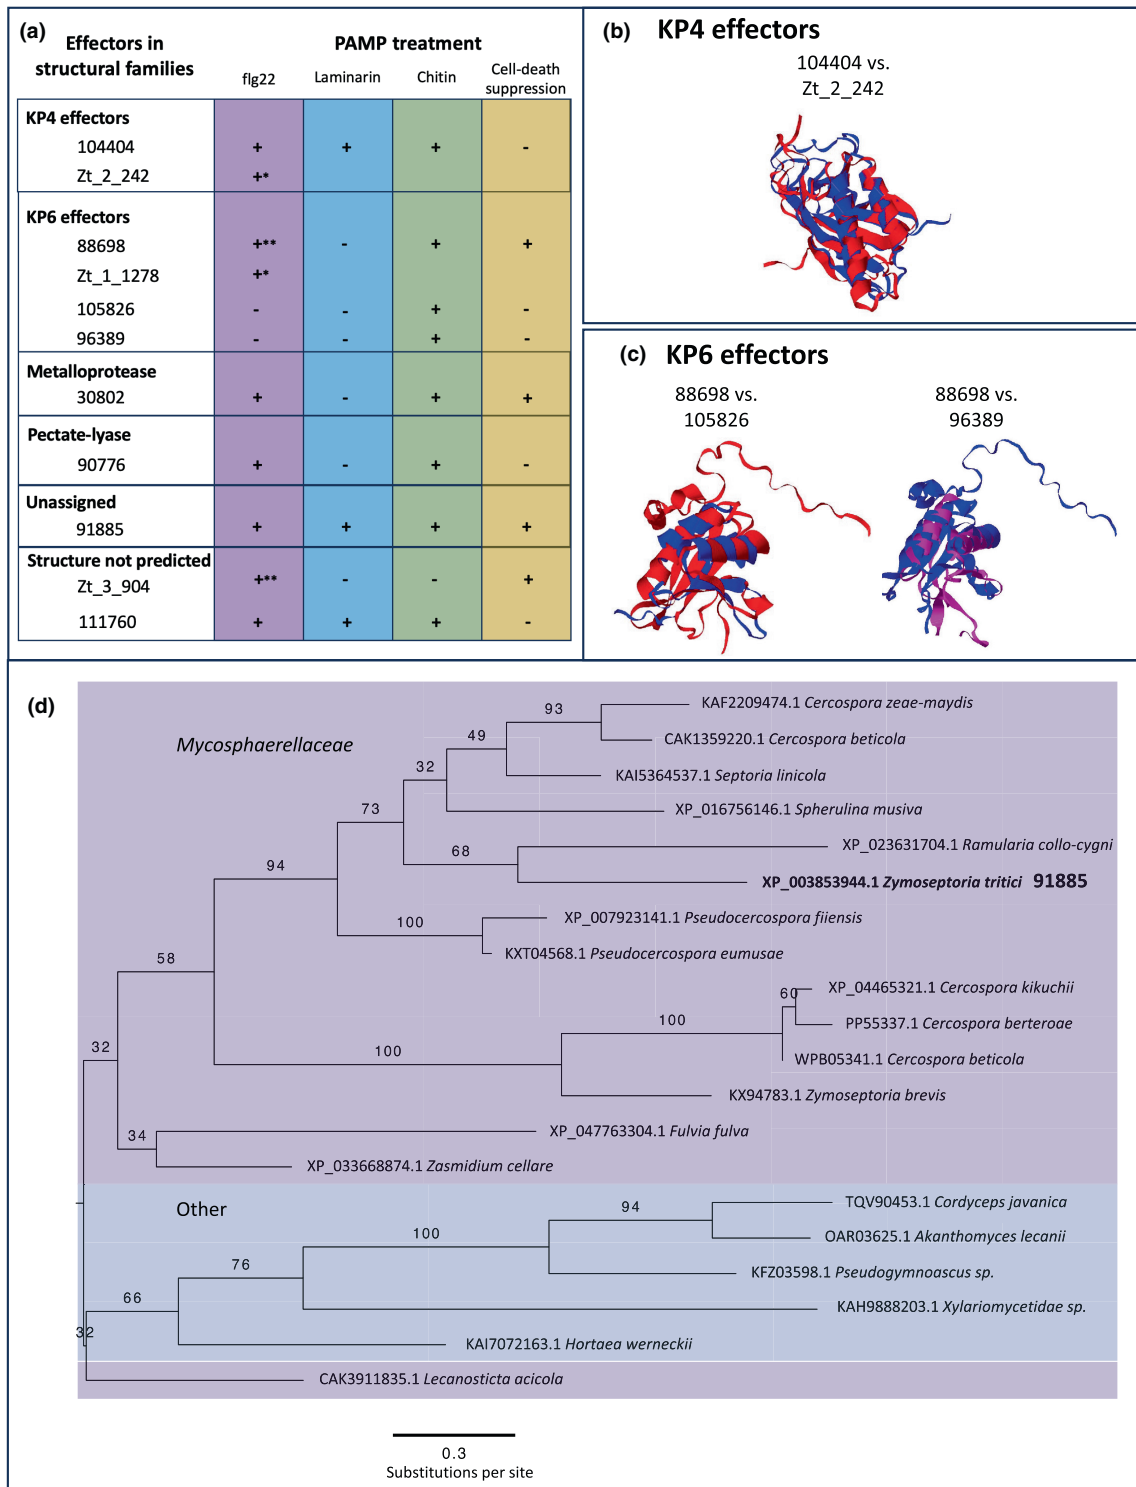 (a)
Effectors in structural families
PAMP treatment
flg22
Laminarin
Chitin
Cell-death suppression
KP4 effectors
104404 + + + -
Zt_2_242 +*
KP6 effectors
88698 +** - + +
Zt_1_1278 +*
105826 - - + -
96389 - - + -
Metalloprotease
30802 + - + +
Pectate-lyase
90776 + - + -
Unassigned
91885 + + + +
Structure not predicted
Zt_3_904 +** - - +
111760 + + + -
(b) KP4 effectors
104404 vs.
Zt_2_242
(c) KP6 effectors
88698 vs.
105826
88698 vs.
96389
(d)
Mycosphaerellaceae
93
KAF2209474.1 Cercospora zeae-maydis
CAK1359220.1 Cercospora beticola
49
KAI5364537.1 Septoria linicola
32
XP_016756146.1 Spherulina musiva
73
XP_023631704.1 Ramularia collo-cygni
68
XP_003853944.1 Zymoseptoria tritici 91885
94
XP_007923141.1 Pseudocercospora fiiensis
100
KXT04568.1 Pseudocercospora eumusae
58
XP_04465321.1 Cercospora kikuchii
60
PP55337.1 Cercospora berteroae
100
WPB05341.1 Cercospora beticola
100
KX94783.1 Zymoseptoria brevis
32
XP_047763304.1 Fulvia fulva
34
XP_033668874.1 Zasmidium cellare
Other
TQV90453.1 Cordyceps javanica
94
OAR03625.1 Akanthomyces lecanii
100
KFZ03598.1 Pseudogymnoascus sp.
76
KAH9888203.1 Xylariomycetidae sp.
66
KAI7072163.1 Hortaea werneckii
32
CAK3911835.1 Lecanosticta acicola
0.3
Substitutions per site